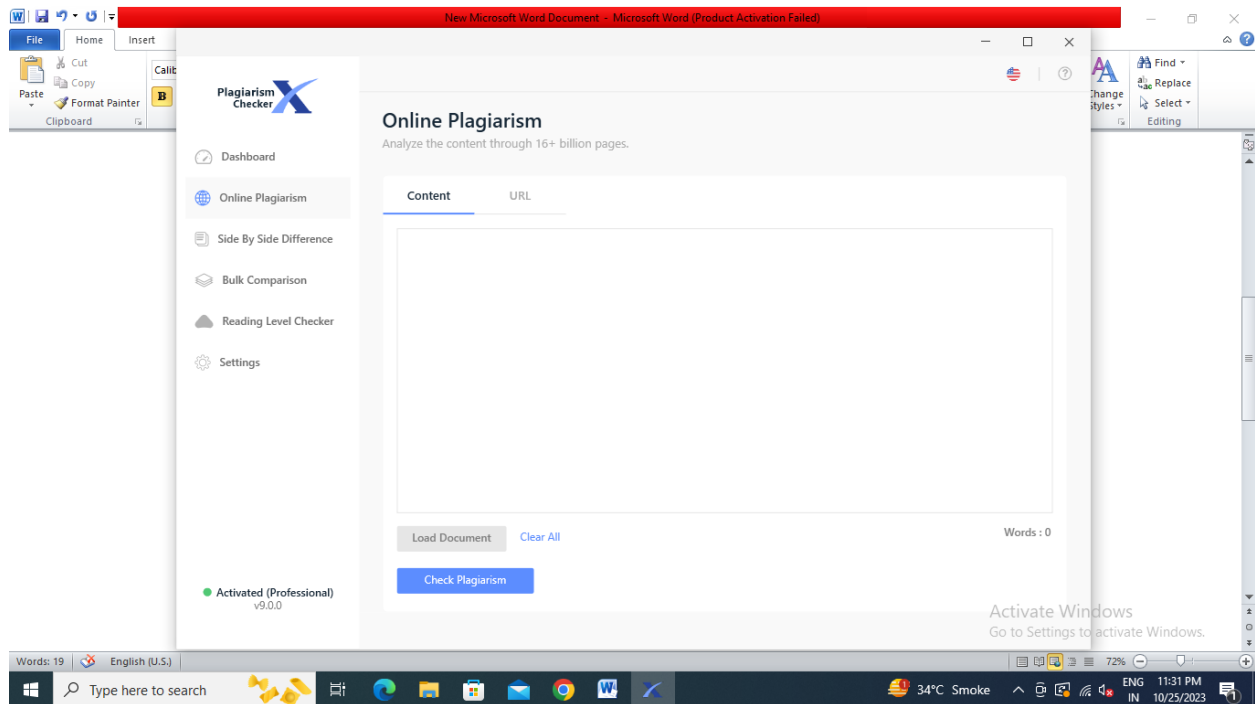 New Microsoft Word Document - Microsoft Word (Product Activation Failed)
File Home Insert
Cut
Copy
Paste
Format Painter
Clipboard
Calib
B
Find
Replace
Change
Styles
Select
Editing
Plagiarism
Checker
Dashboard
Online Plagiarism
Side By Side Difference
Bulk Comparison
Reading Level Checker
Settings
Activated (Professional)
v9.0.0
Online Plagiarism
Analyze the content through 16+ billion pages.
Content URL
Load Document Clear All Words : 0
Check Plagiarism
Activate Windows
Go to Settings to activate Windows.
Words: 19 English (U.S.) 72%
Type here to search 34°C Smoke ENG 11:31 PM
IN 10/25/2023